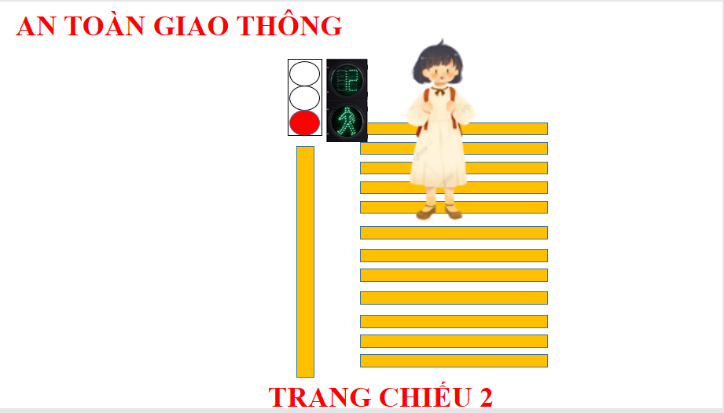 AN TOÀN GIAO THÔNG
TRANG CHIẾU 2